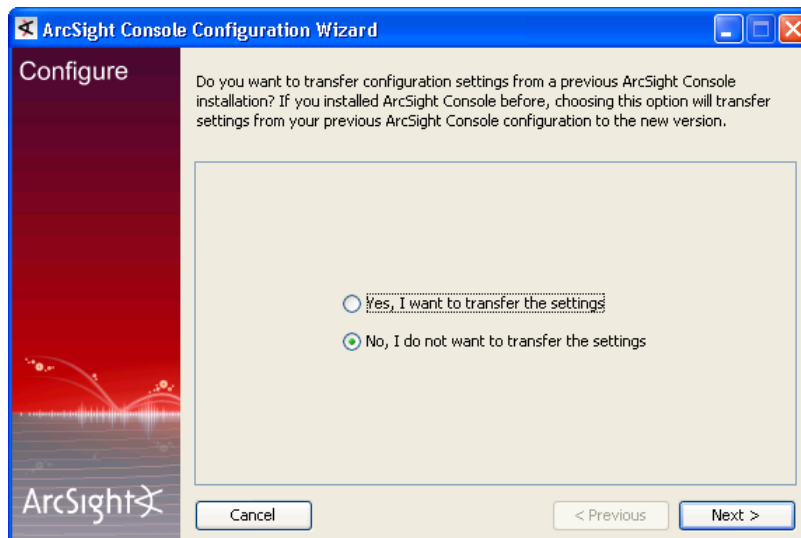 ArcSight Console Configuration Wizard
Configure
Do you want to transfer configuration settings from a previous ArcSight Console
installation? If you installed ArcSight Console before, choosing this option will transfer
settings from your previous ArcSight Console configuration to the new version.
Yes, I want to transfer the settings
No, I do not want to transfer the settings
ArcSight
Cancel
< Previous
Next >